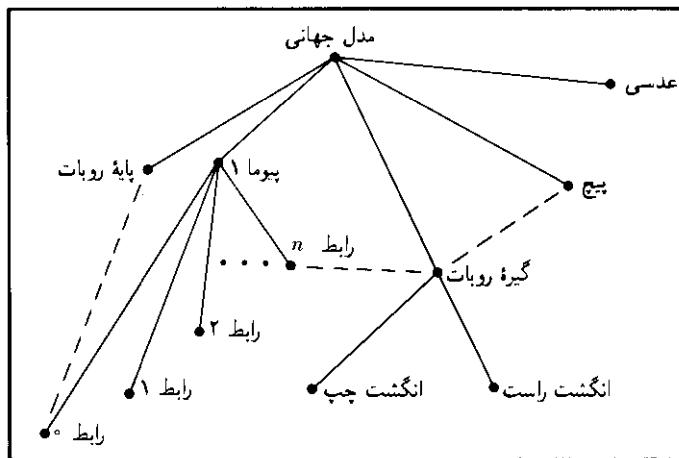 مدل جهانی
عدسی
پایهٔ روبات
پیوما ۱
پیچ
رابط n
گیرهٔ روبات
رابط ۲
رابط ۱
انگشت چپ
انگشت راست
رابط ۰